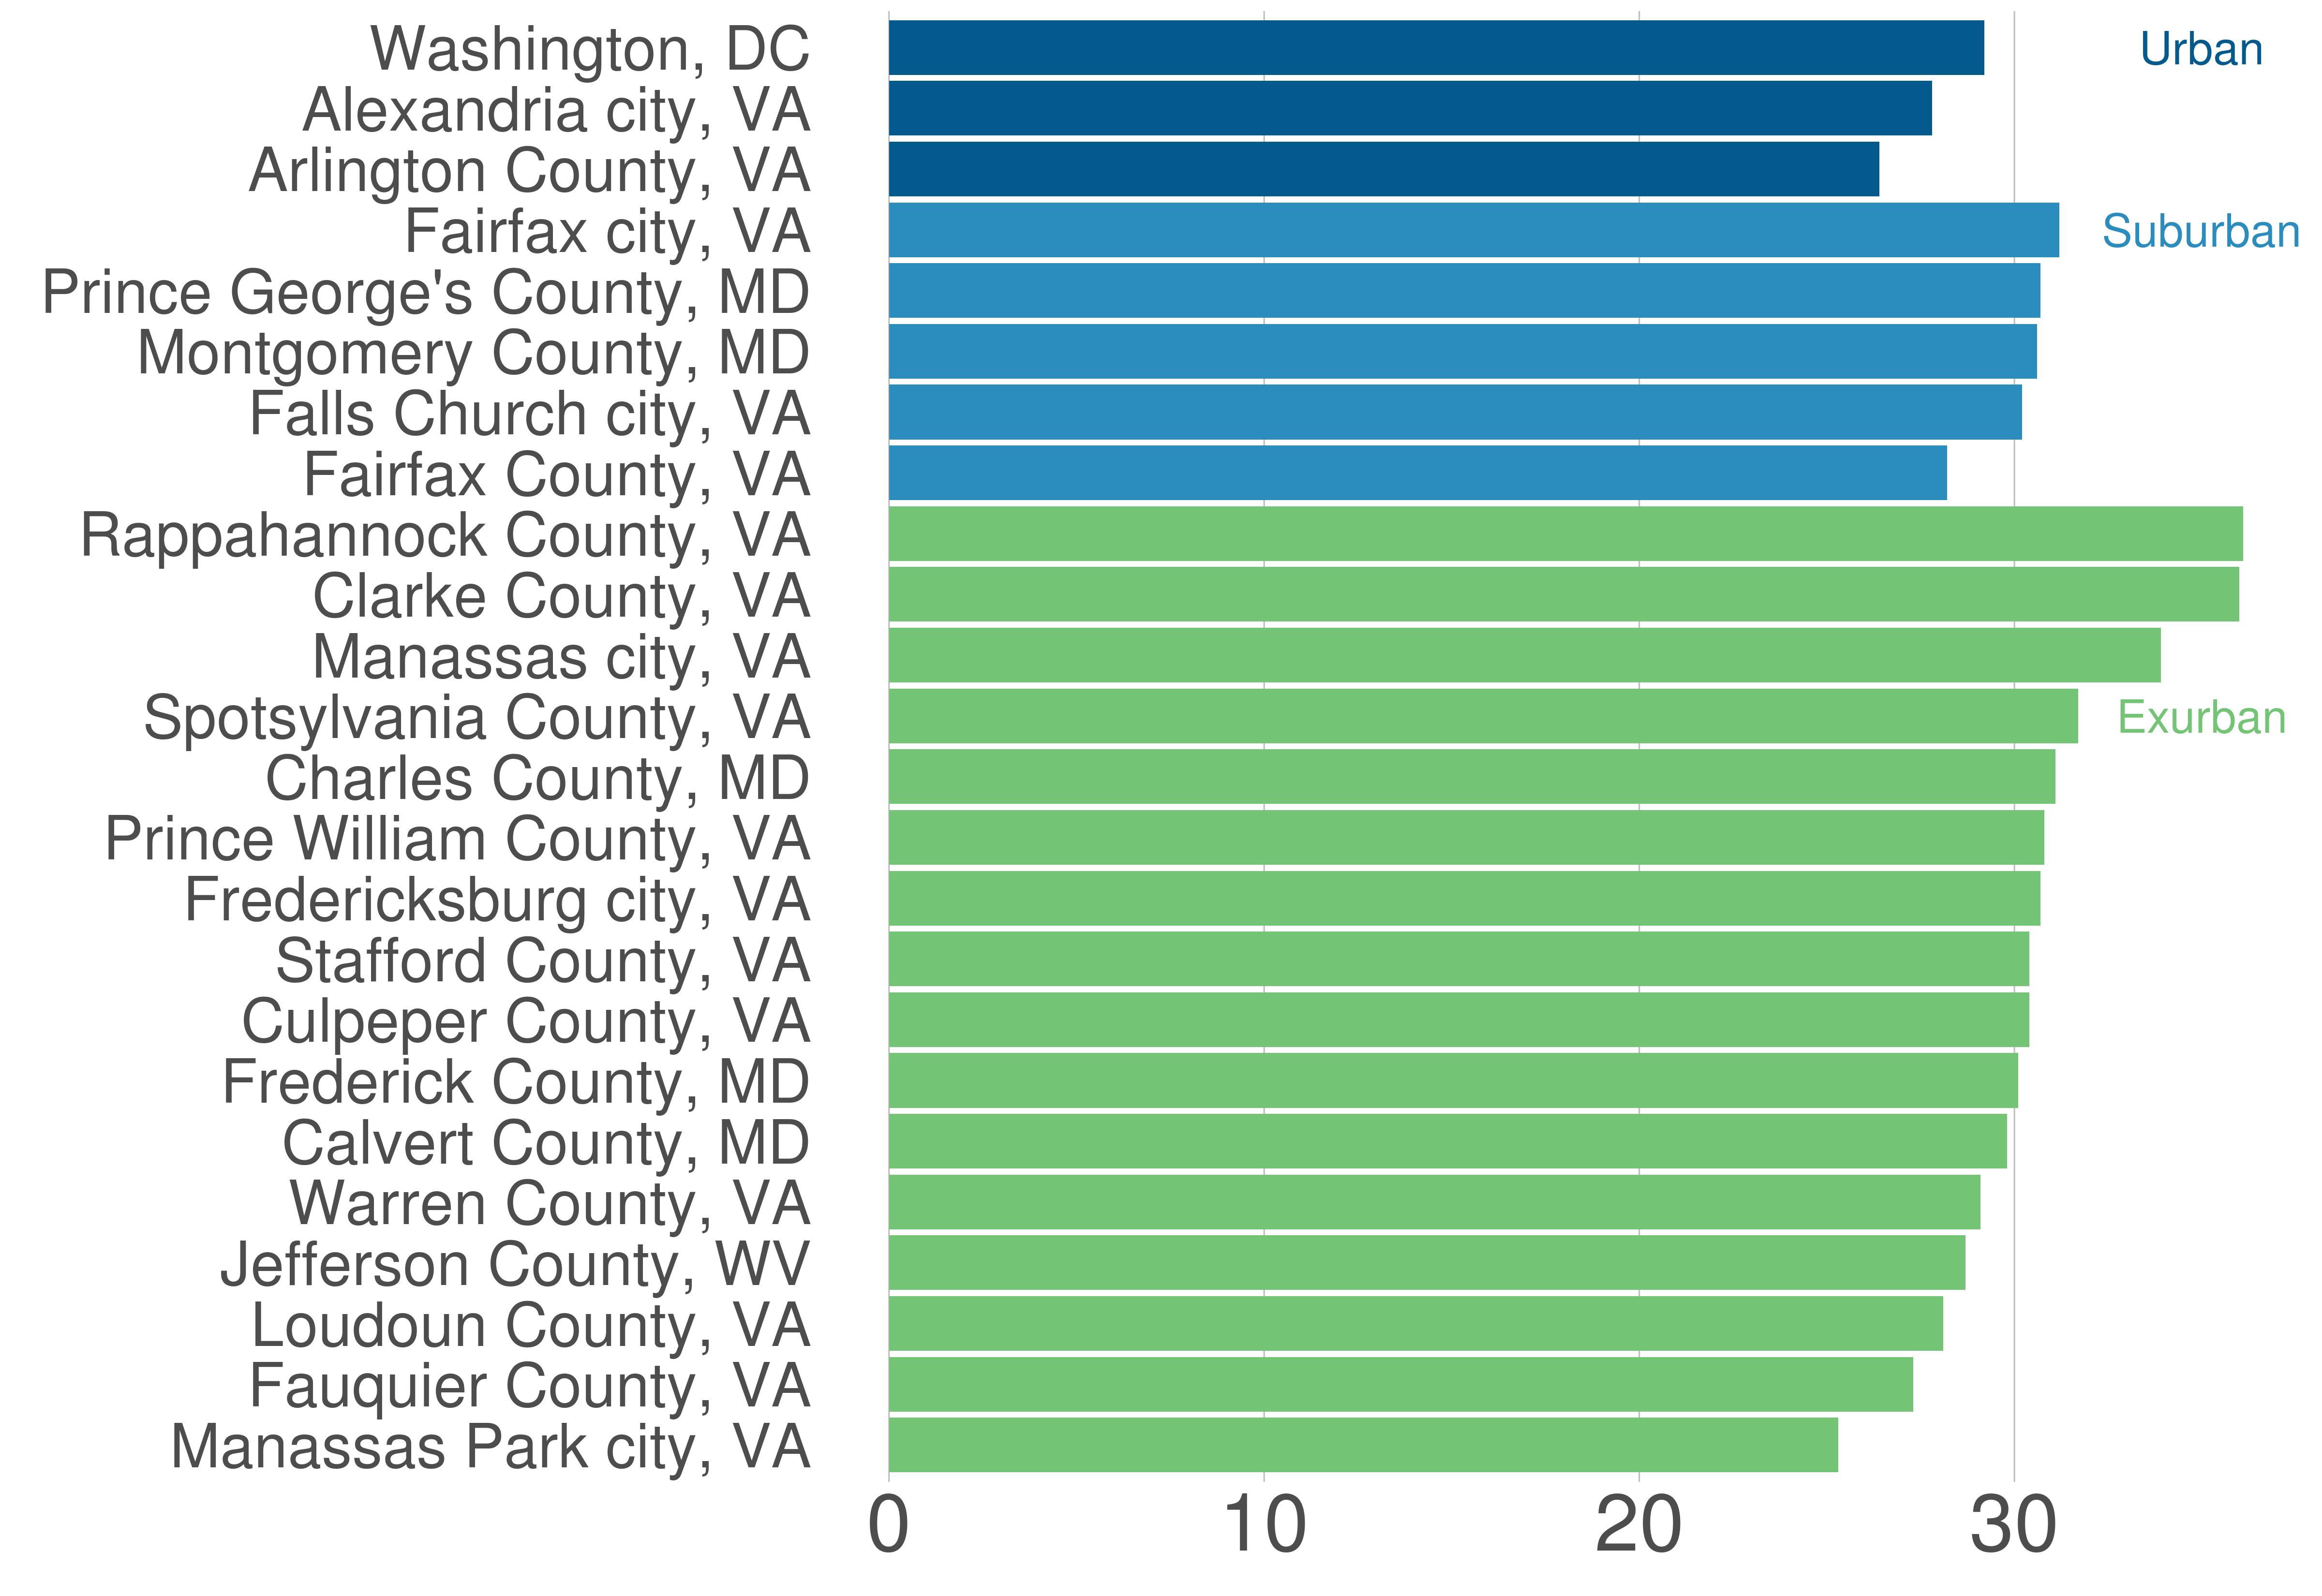 Washington, DC
Urban
Alexandria city, VA
Arlington County, VA
Fairfax city, VA
Suburban
Prince George's County, MD
Montgomery County, MD
Falls Church city, VA
Fairfax County, VA
Rappahannock County, VA
Clarke County, VA
Manassas city, VA
Spotsylvania County, VA
Exurban
Charles County, MD
Prince William County, VA
Fredericksburg city, VA
Stafford County, VA
Culpeper County, VA
Frederick County, MD
Calvert County, MD
Warren County, VA
Jefferson County, WV
Loudoun County, VA
Fauquier County, VA
Manassas Park city, VA
0 10 20 30